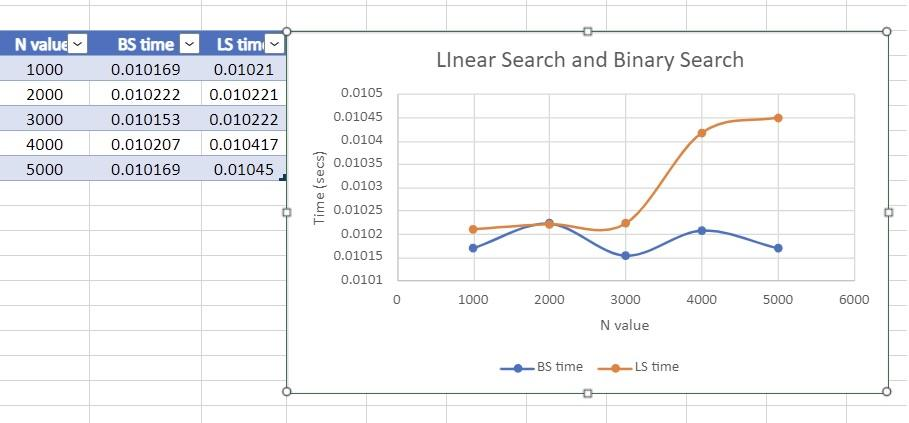 N value BS time LS time
1000 0.010169 0.01021
2000 0.010222 0.010221
3000 0.010153 0.010222
4000 0.010207 0.010417
5000 0.010169 0.01045
LInear Search and Binary Search
Time (secs)
0.0105
0.01045
0.0104
0.01035
0.0103
0.01025
0.0102
0.01015
0.0101
0 1000 2000 3000 4000 5000 6000
N value
BS time LS time